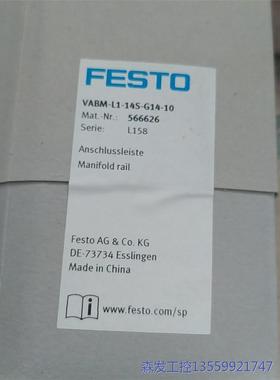 FESTO
VABM-L1-14S-G14-10
Mat.-Nr.: 566626
Serie: L158
Anschlussleiste
Manifold rail
Festo AG & Co. KG
DE-73734 Esslingen
Made in China
i www.festo.com/sp
森发工控13559921747